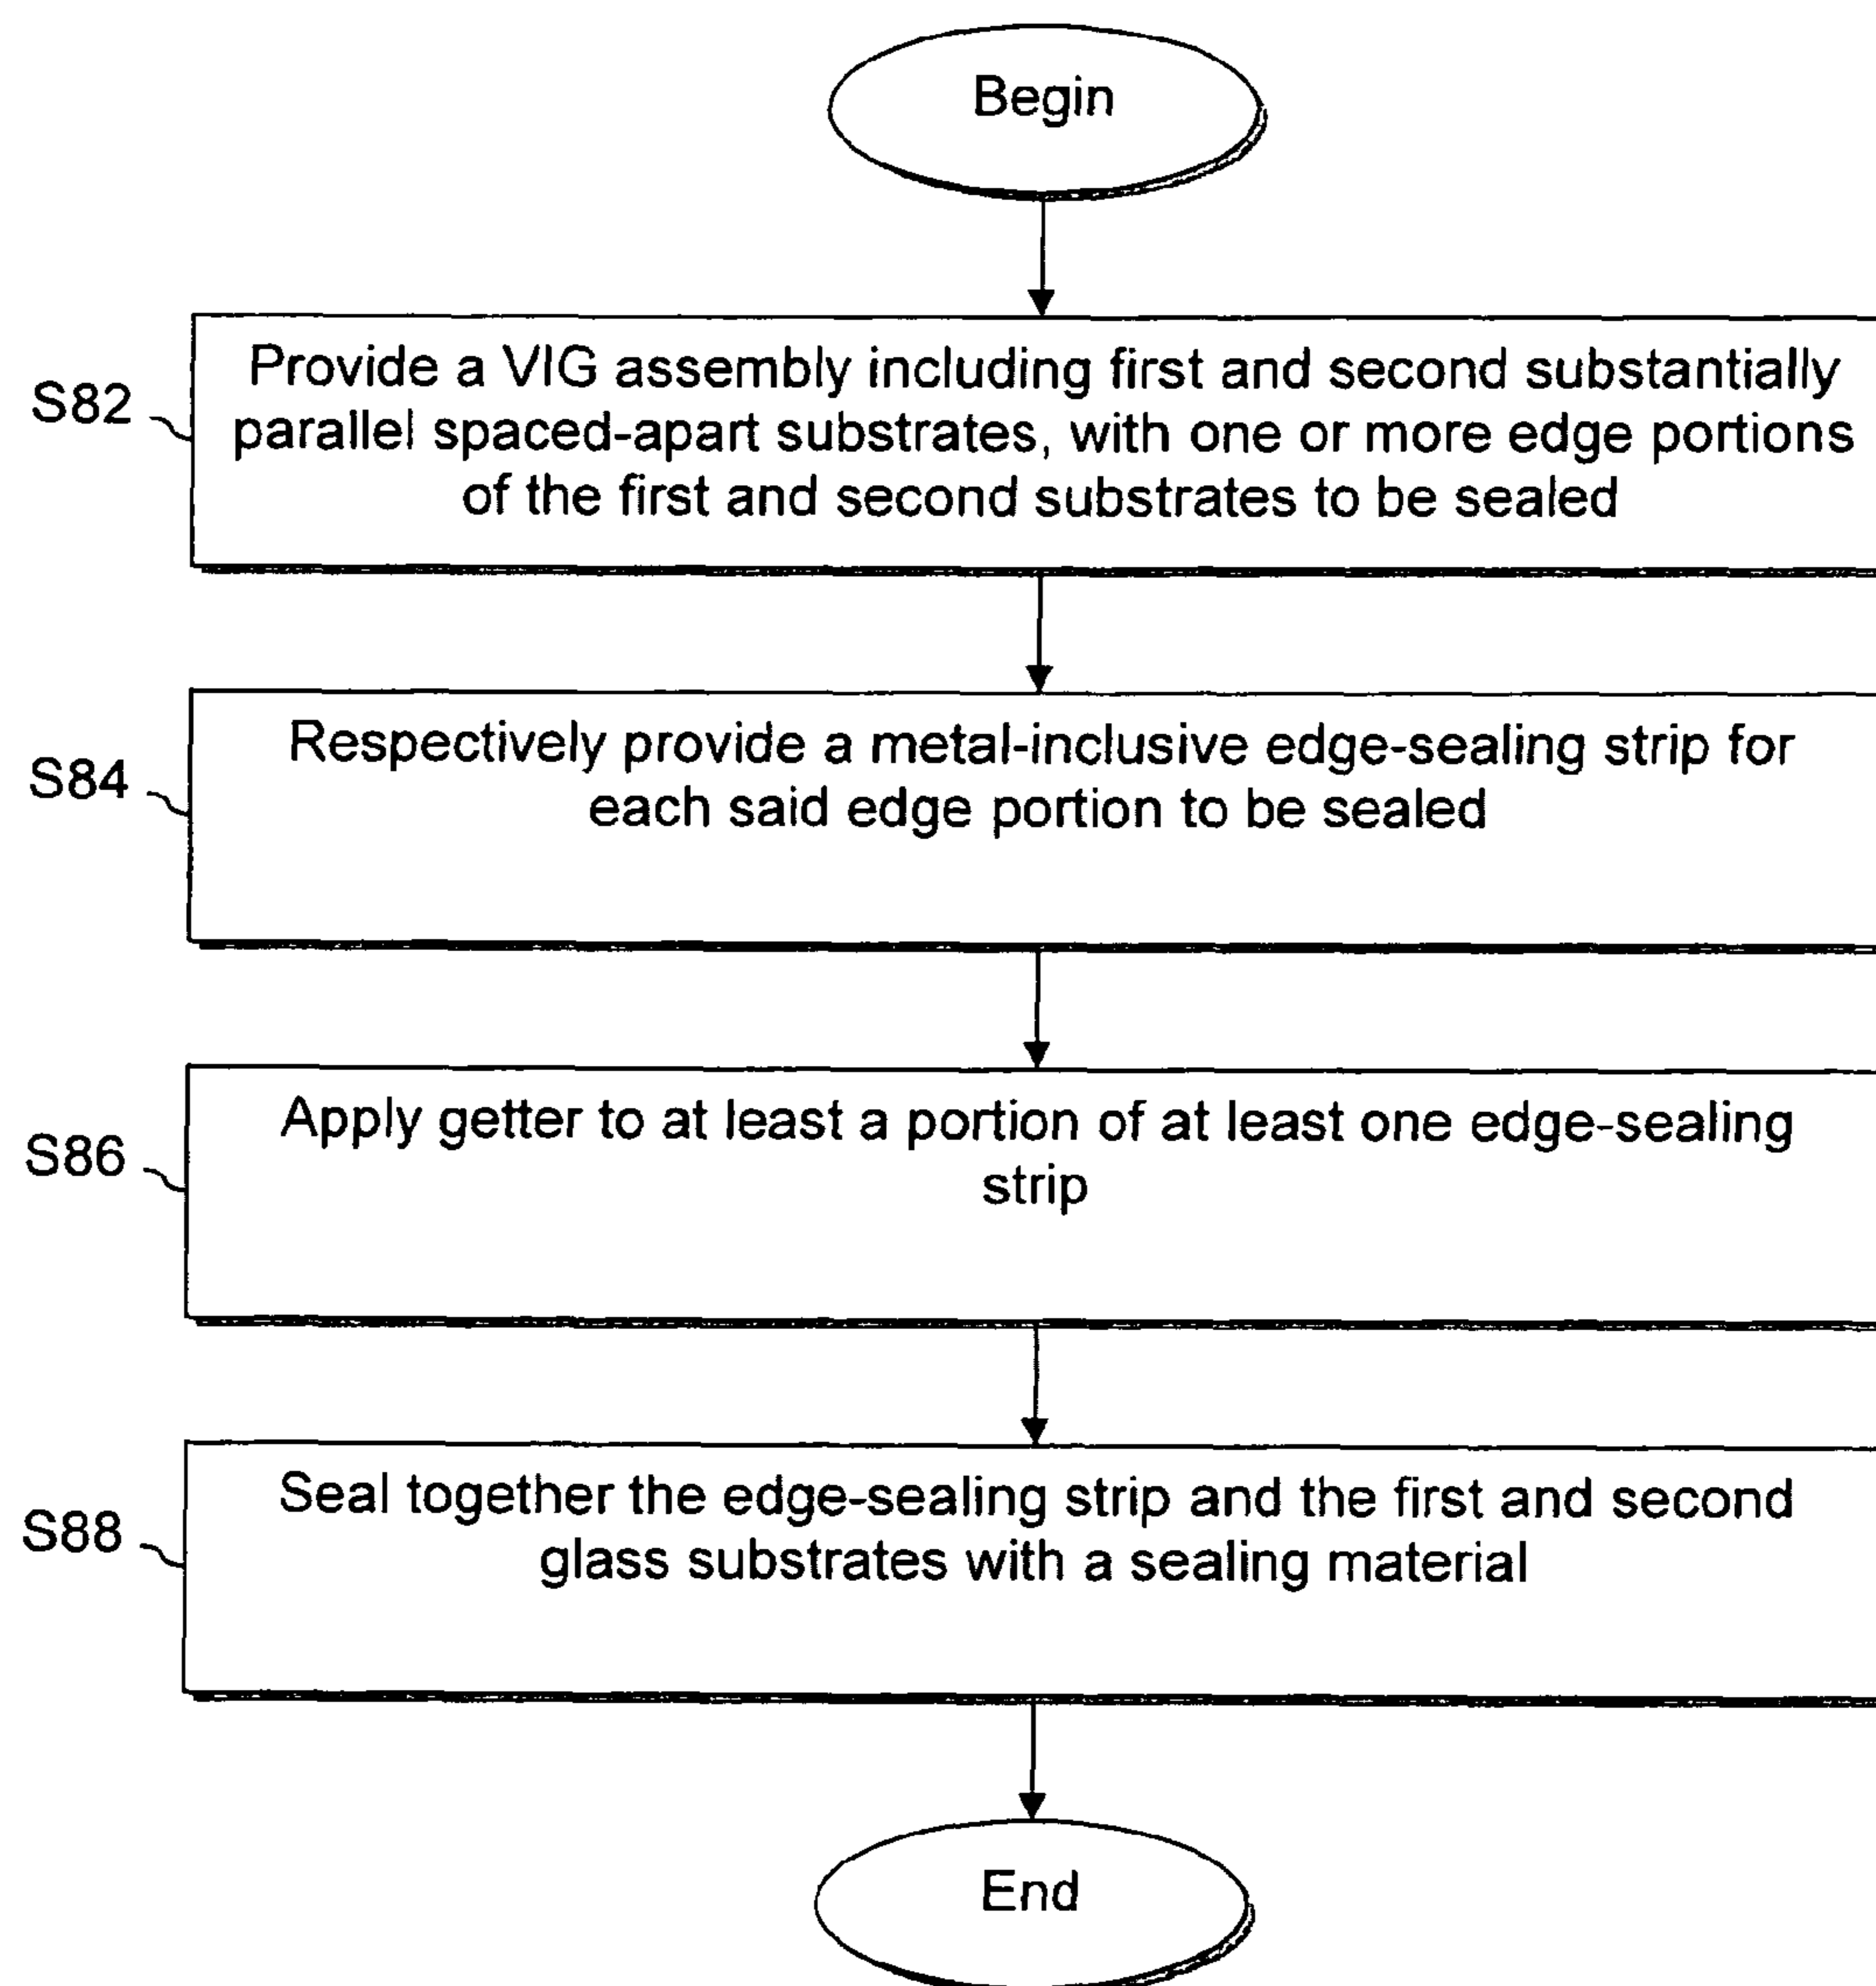 Begin
S82
Provide a VIG assembly including first and second substantially
parallel spaced-apart substrates, with one or more edge portions
of the first and second substrates to be sealed
S84
Respectively provide a metal-inclusive edge-sealing strip for
each said edge portion to be sealed
S86
Apply getter to at least a portion of at least one edge-sealing
strip
S88
Seal together the edge-sealing strip and the first and second
glass substrates with a sealing material
End